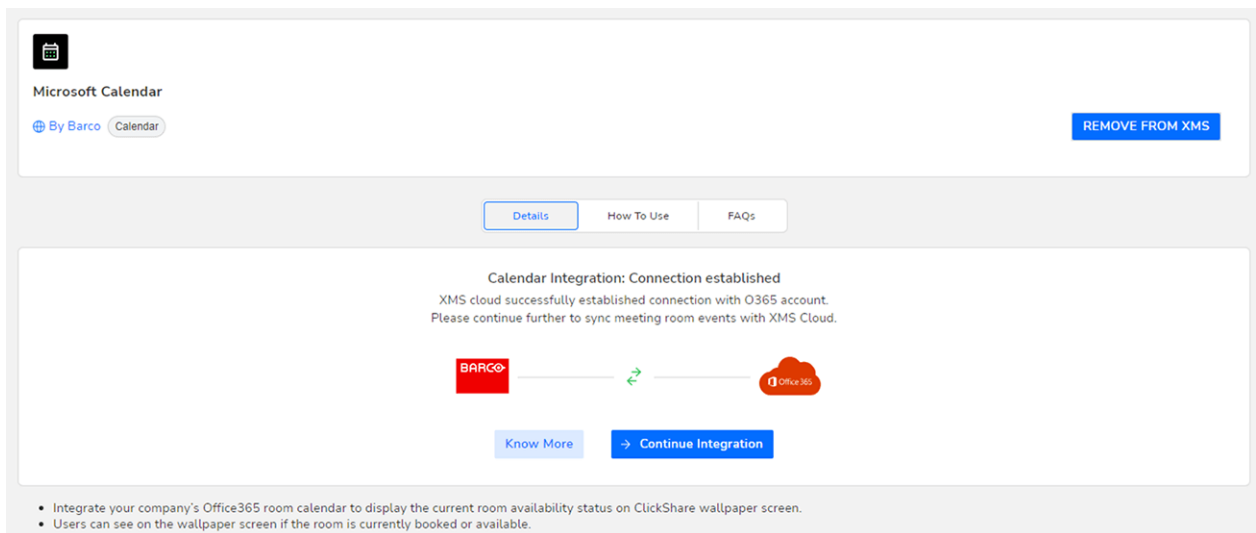 Microsoft Calendar
By Barco Calendar
REMOVE FROM XMS
Details How To Use FAQs
Calendar Integration: Connection established
XMS cloud successfully established connection with O365 account.
Please continue further to sync meeting room events with XMS Cloud.
BARCO
Office 365
Know More → Continue Integration
• Integrate your company's Office365 room calendar to display the current room availability status on ClickShare wallpaper screen.
• Users can see on the wallpaper screen if the room is currently booked or available.